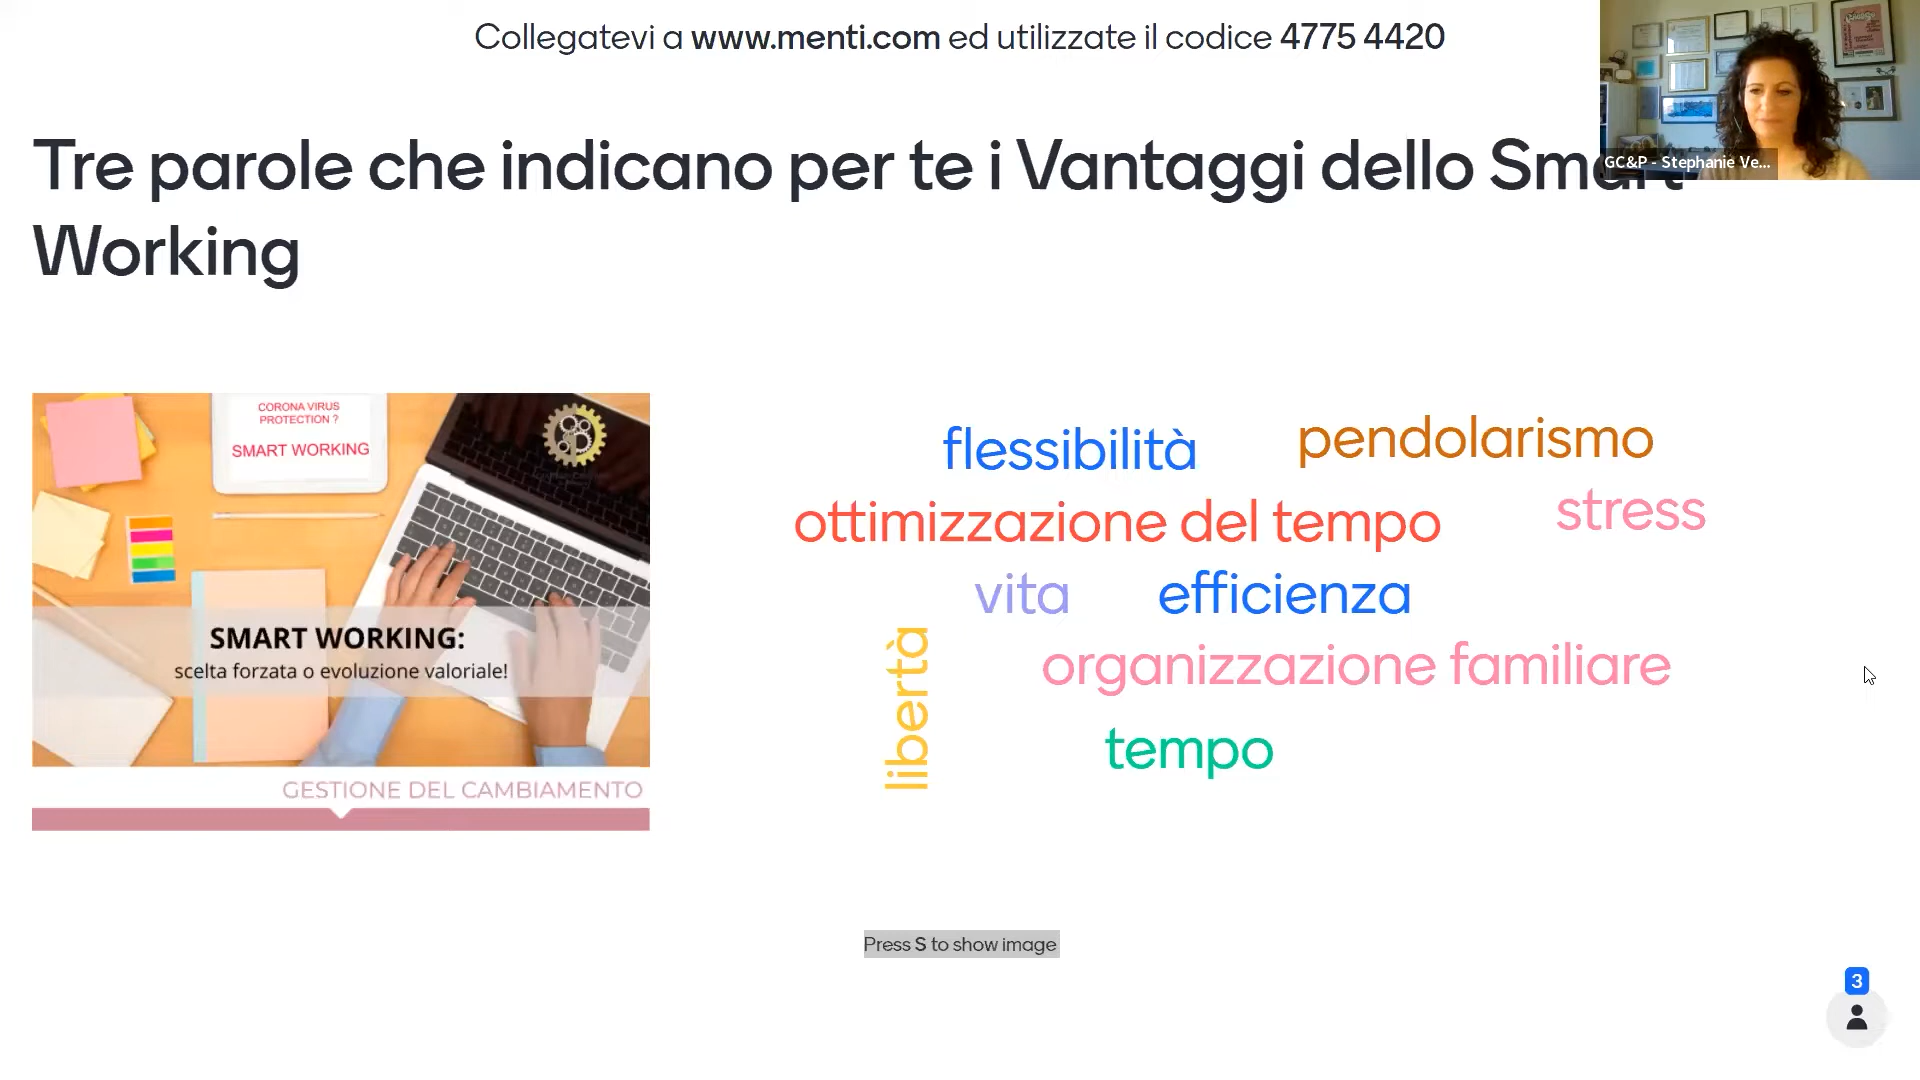 Collegatevi a www.menti.com ed utilizzate il codice 4775 4420
GC&P - Stephanie Ve...
Tre parole che indicano per te i Vantaggi dello Smart
Working
CORONA VIRUS
PROTECTION ?
SMART WORKING
SMART WORKING:
scelta forzata o evoluzione valoriale!
GESTIONE DEL CAMBIAMENTO
flessibilità
pendolarismo
ottimizzazione del tempo
stress
vita
efficienza
libertà
organizzazione familiare
tempo
Press S to show image
3